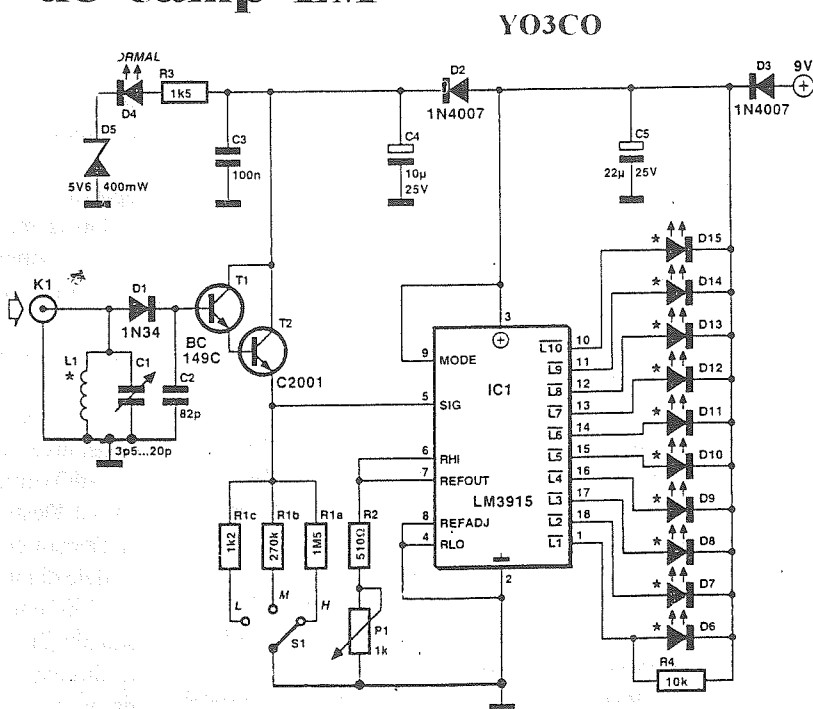 YO3CO
D2
D3
9V
R3
1k5
D4
1N4007
1N4007
D5
C3
C4
C5
5V6 400mW
100n
10µ
25V
22µ 25V
* D15
K1
D1
T1
* D14
1N34
T2
3
10
L10
* D13
BC
149C
9 MODE
L9 11
L1
*
C1
C2
IC1
L8 12
* D12
82p
C2001
L7 13
5 SIG
L6 14
* D11
3p5...20p
6 RHI
L5 15
* D10
7 REFOUT
L4 16
LM3915
L3 17
* D9
R1c R1b R1a R2
8 REFADJ
L2 18
1k2 270k 1M5 510Ω
4 RLO
L1 1
* D8
2
* D7
L M H
S1
P1
1k
* D6
R4
10k